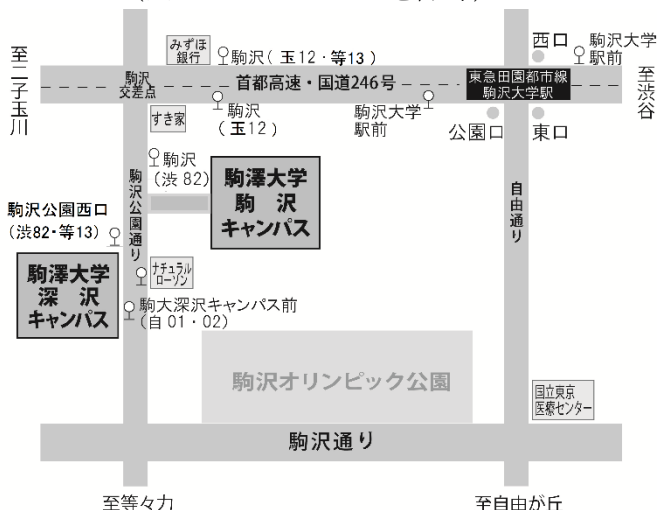 西口
駒沢大学
駅前
みずほ
銀行
駒沢(玉12・等13)
至二子玉川
駒沢
交差点
首都高速・国道246号
東急田園都市線
駒沢大学駅
至渋谷
すき家
駒沢
(玉12)
駒沢大学
駅前
公園口
東口
駒沢
(渋82)
駒澤大学
駒沢
キャンパス
駒沢公園通り
自由通り
駒沢公園西口
(渋82・等13)
駒澤大学
深沢
キャンパス
ナチュラル
ローソン
駒大深沢キャンパス前
(自01・02)
駒沢オリンピック公園
国立東京
医療センター
駒沢通り
至等々力
至自由が丘